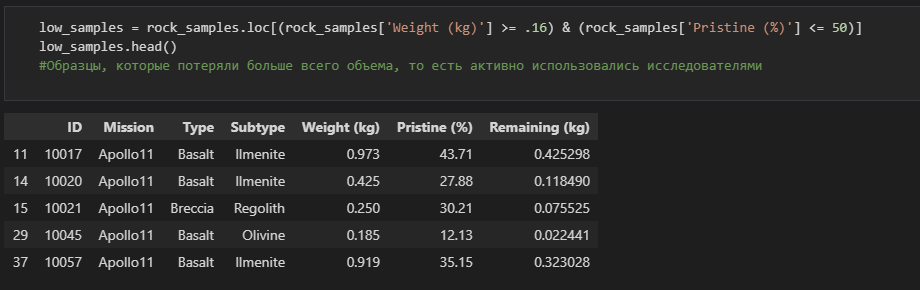 low_samples = rock_samples.loc[(rock_samples['Weight (kg)'] >= .16) & (rock_samples['Pristine (%)'] <= 50)]
low_samples.head()
#Образцы, которые потеряли больше всего объема, то есть активно использовались исследователями
ID Mission Type Subtype Weight (kg) Pristine (%) Remaining (kg)
11 10017 Apollo11 Basalt Ilmenite 0.973 43.71 0.425298
14 10020 Apollo11 Basalt Ilmenite 0.425 27.88 0.118490
15 10021 Apollo11 Breccia Regolith 0.250 30.21 0.075525
29 10045 Apollo11 Basalt Olivine 0.185 12.13 0.022441
37 10057 Apollo11 Basalt Ilmenite 0.919 35.15 0.323028